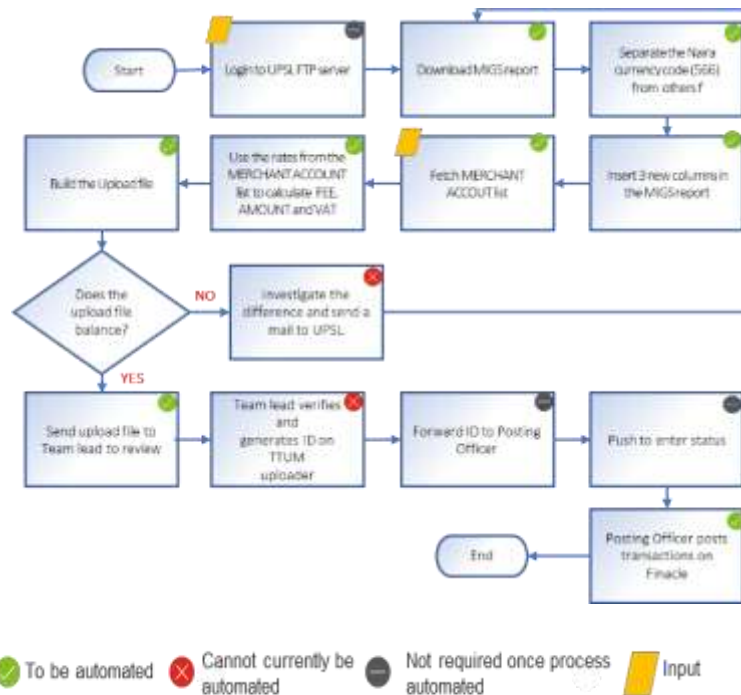 Start
Login to UPSL FTP server
Download MIGS report
Separate the Naira
currency code (566)
from others.f
Build the Upload file
Use the rates from the
MERCHANT ACCOUNT
list to calculate FEE,
AMOUNT and VAT
Fetch MERCHANT
ACCOUT list
Insert 3 new columns in
the MIGS report
Does the
upload file
balance?
NO
Investigate the
difference and send a
mail to UPSL
YES
Send upload file to
Team lead to review
Team lead verifies
and
generates ID on
TTUM
uploader
Forward ID to Posting
Officer
Push to enter status
End
Posting Officer posts
transactions on
Finacle
To be automated
Cannot currently be
automated
Not required once process
automated
Input